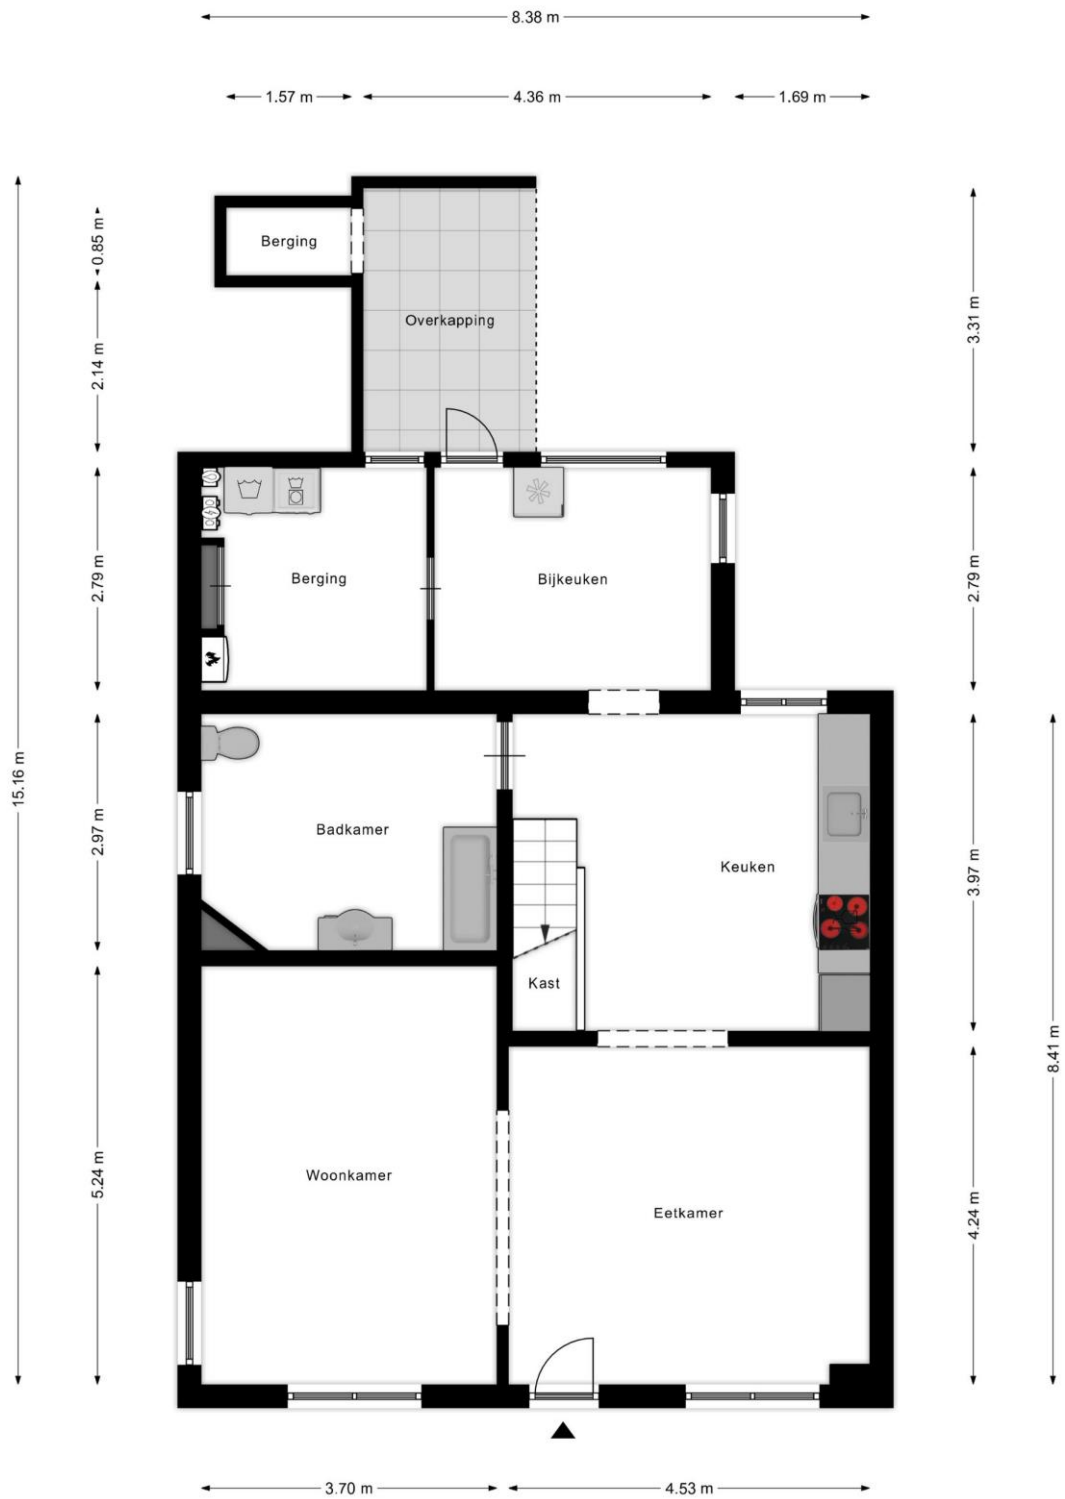 8.38 m
1.57 m
4.36 m
1.69 m
0.85 m
2.14 m
2.79 m
2.97 m
5.24 m
15.16 m
3.31 m
2.79 m
3.97 m
4.24 m
8.41 m
Berging
Overkapping
Berging
Bijkeuken
Badkamer
Keuken
Kast
Woonkamer
Eetkamer
3.70 m
4.53 m